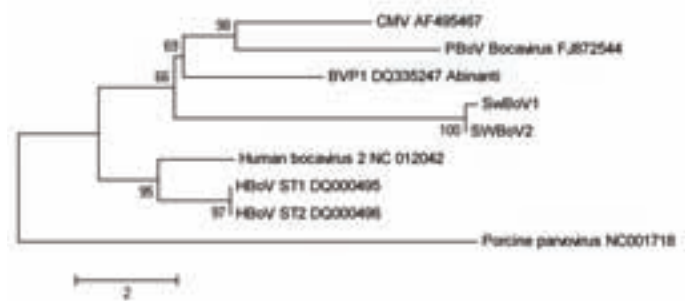 98
CMV AF495467
PBoV Bocavirus FJ872544
63
BVP1 DQ335247 Abinanti
66
SwBoV1
100
SWBoV2
Human bocavirus 2 NC 012042
95
HBoV ST1 DQ000495
97
HBoV ST2 DQ000496
Porcine parvovirus NC001718
2